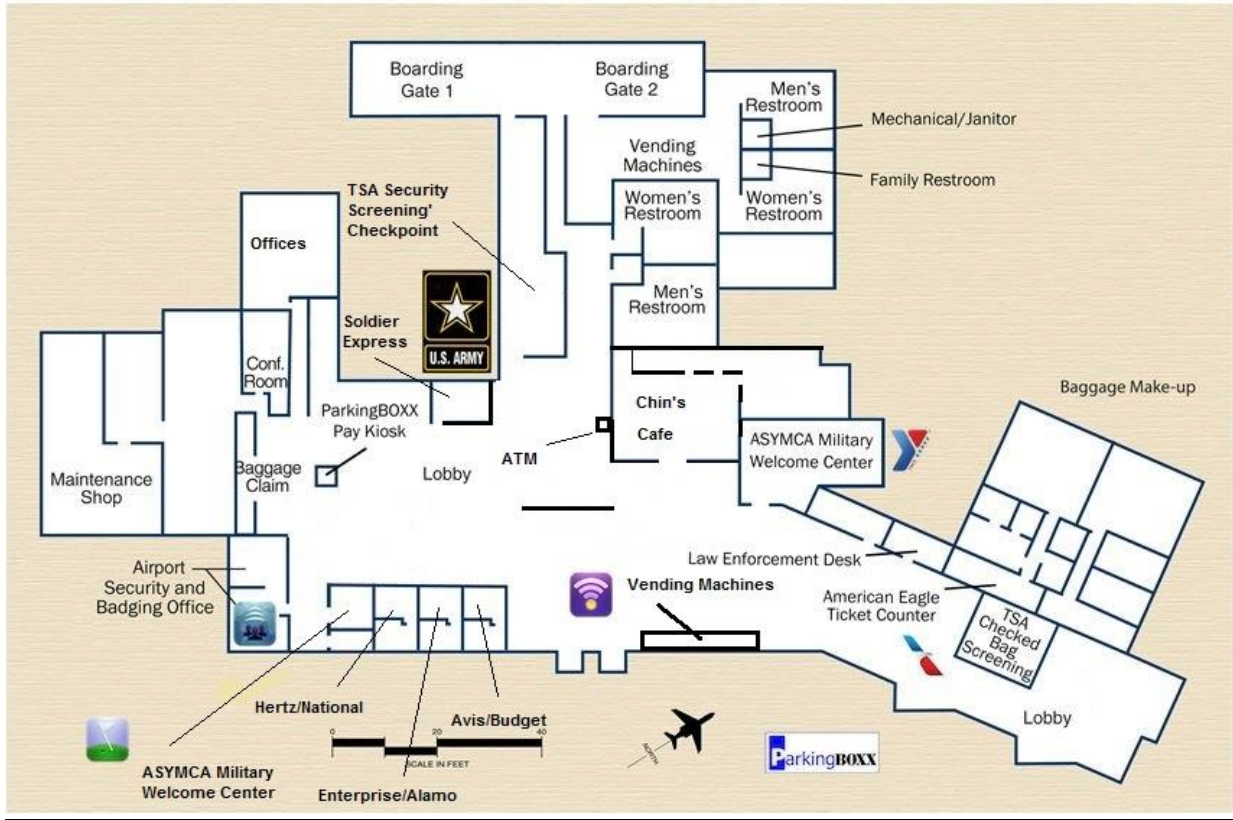 Boarding
Gate 1
Boarding
Gate 2
Men's
Restroom
Mechanical/Janitor
Vending
Machines
Family Restroom
TSA Security
Screening'
Checkpoint
Women's
Restroom
Women's
Restroom
Offices
Men's
Restroom
Soldier
Express
U.S. ARMY
Conf.
Room
Baggage Make-up
ParkingBOXX
Pay Kiosk
Chin's
Cafe
ATM
ASYMCA Military
Welcome Center
Maintenance
Shop
Baggage
Claim
Lobby
Law Enforcement Desk
Airport
Security and
Badging Office
Vending Machines
American Eagle
Ticket Counter
TSA
Checked
Bag
Screening
Hertz/National
Avis/Budget
Lobby
0 20 40
SCALE IN FEET
NORTH
ParkingBOXX
ASYMCA Military
Welcome Center
Enterprise/Alamo